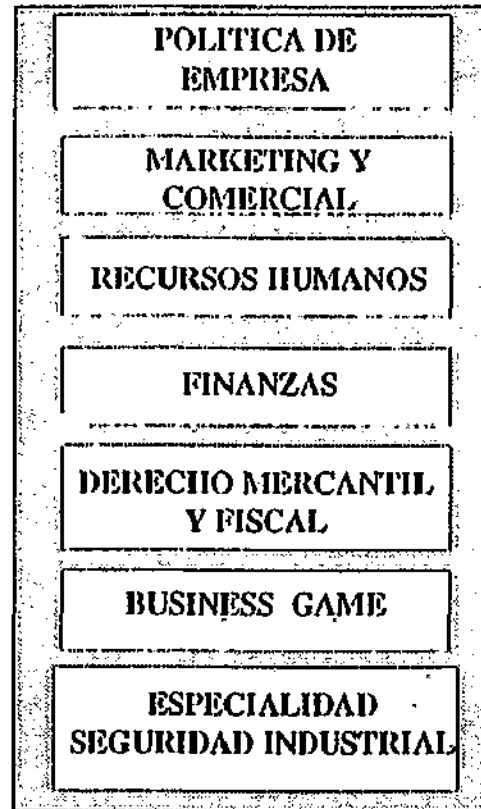 POLITICA DE
EMPRESA
MARKETING Y
COMERCIAL
RECURSOS HUMANOS
FINANZAS
DERECHO MERCANTIL
Y FISCAL
BUSINESS GAME
ESPECIALIDAD
SEGURIDAD INDUSTRIAL